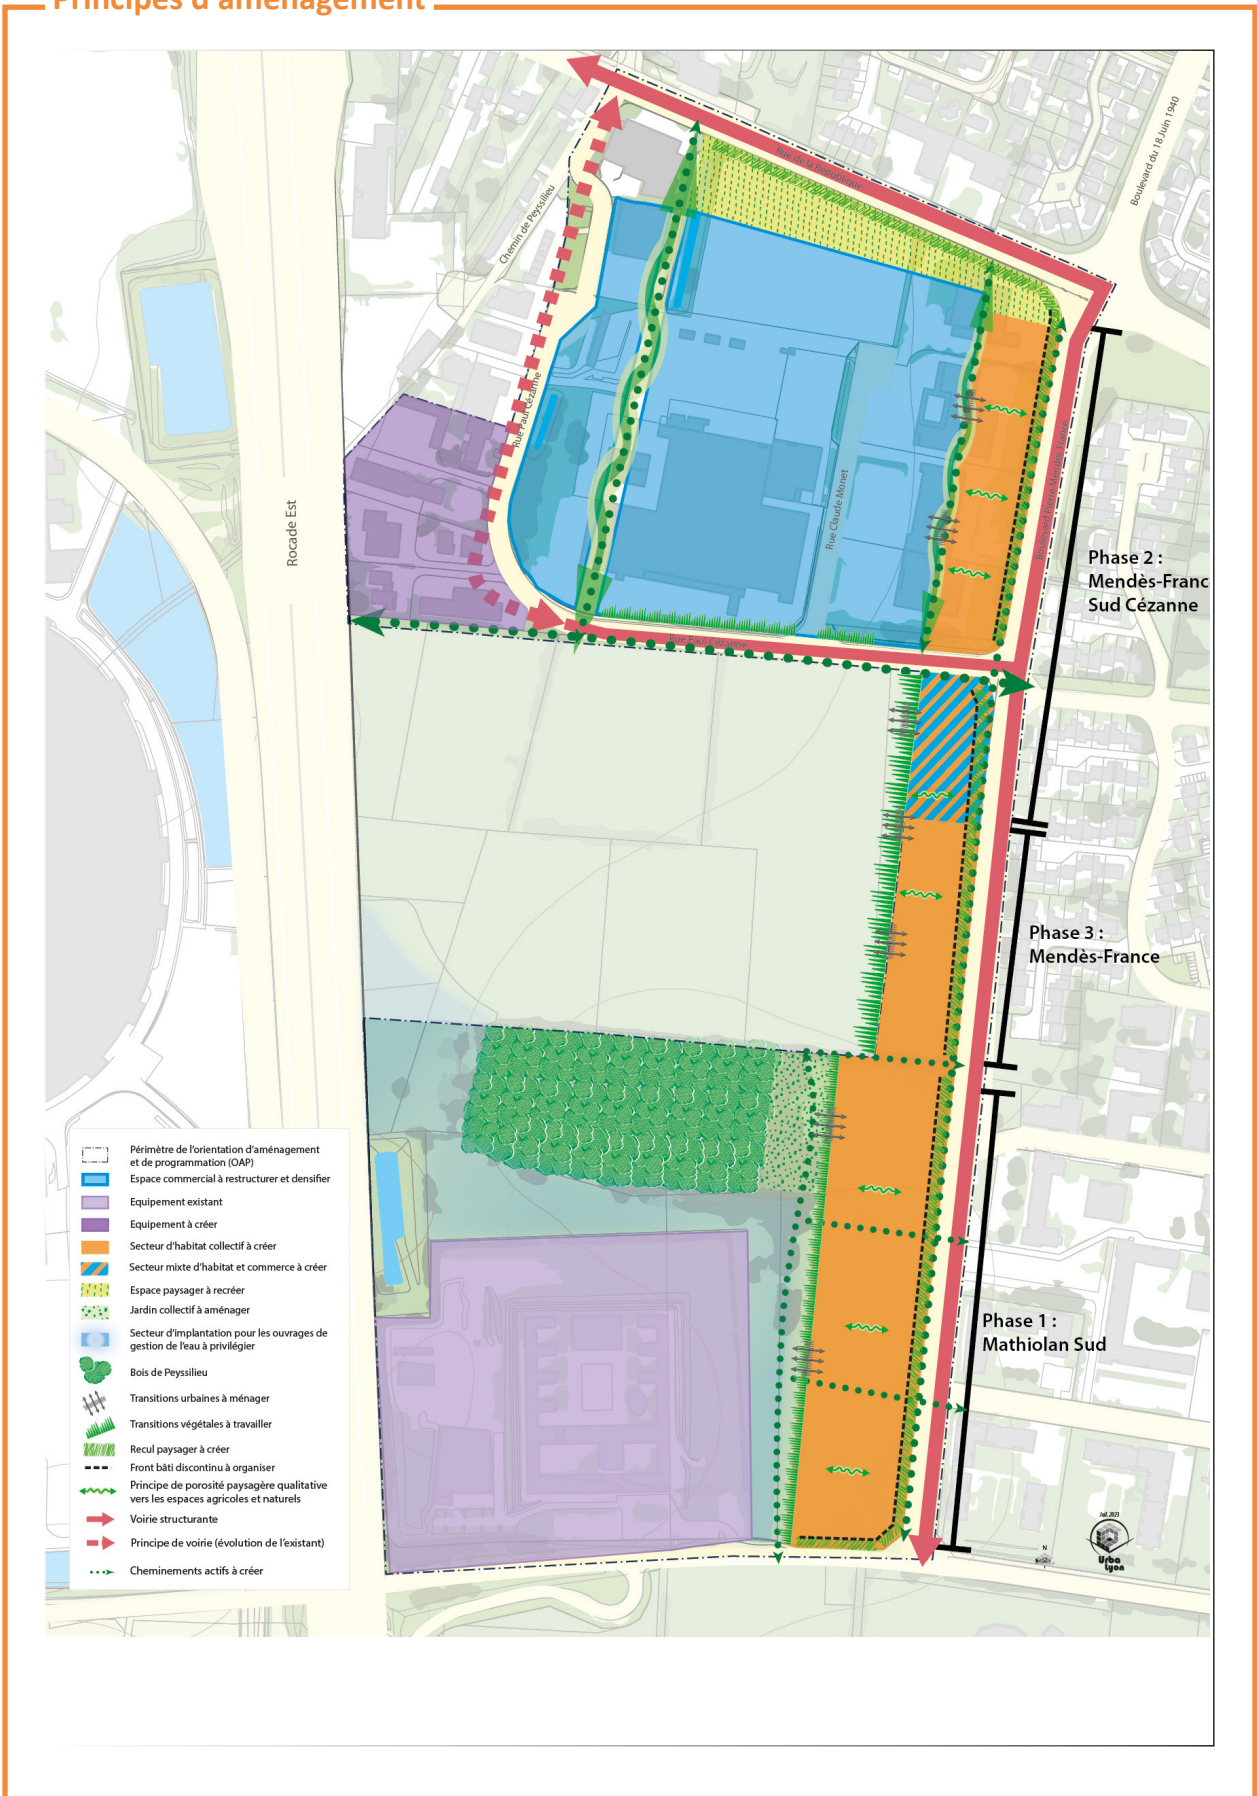 Principes d'aménagement
Boulevard du 18 Juin 1940
Rue de la République
Chemin de Peyssilieu
Rue Paul Cézanne
Boulevard Pierre Mendès France
Rue Claude Monet
Rocade Est
Phase 2 :
Mendès-Franc
Sud Cézanne
Rue Paul Cézanne
Phase 3 :
Mendès-France
Phase 1 :
Mathiolan Sud
Périmètre de l'orientation d'aménagement
et de programmation (OAP)
Espace commercial à restructurer et densifier
Equipement existant
Equipement à créer
Secteur d'habitat collectif à créer
Secteur mixte d'habitat et commerce à créer
Espace paysager à recréer
Jardin collectif à aménager
Secteur d'implantation pour les ouvrages de
gestion de l'eau à privilégier
Bois de Peyssilieu
Transitions urbaines à ménager
Transitions végétales à travailler
Recul paysager à créer
Front bâti discontinu à organiser
Principe de porosité paysagère qualitative
vers les espaces agricoles et naturels
Voirie structurante
Principe de voirie (évolution de l'existant)
Cheminements actifs à créer
Juil. 2023
Urba
Lyon
N